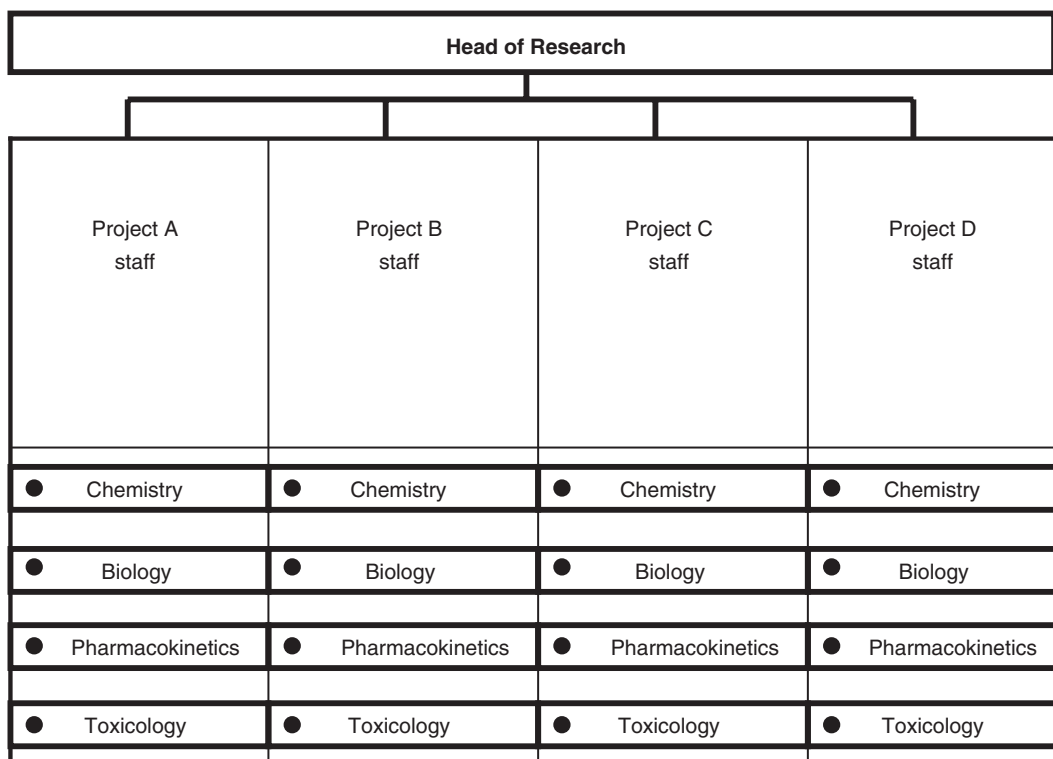 Head of Research
Project A
staff
Project B
staff
Project C
staff
Project D
staff
Chemistry
Chemistry
Chemistry
Chemistry
Biology
Biology
Biology
Biology
Pharmacokinetics
Pharmacokinetics
Pharmacokinetics
Pharmacokinetics
Toxicology
Toxicology
Toxicology
Toxicology